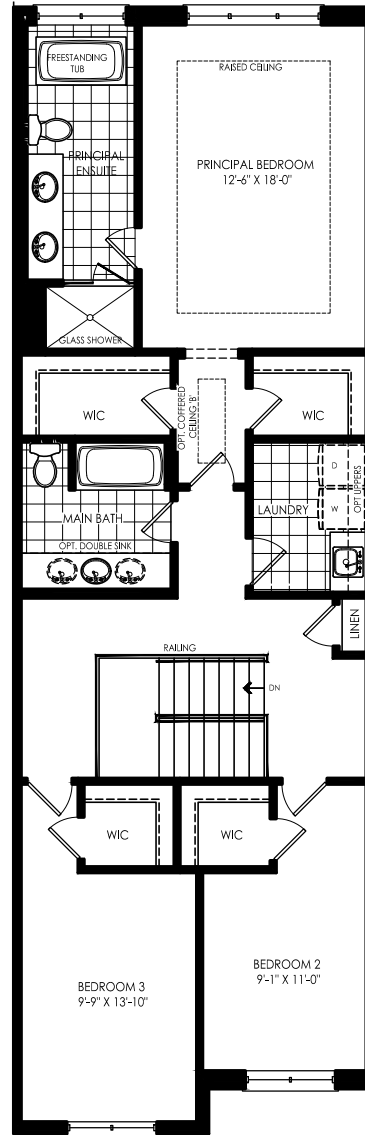 FREESTANDING
TUB
RAISED CEILING
PRINCIPAL
ENSUITE
PRINCIPAL BEDROOM
12'-6" X 18'-0"
GLASS SHOWER
WIC
OPT. COFFERED
CEILING 'B'
WIC
D
W
OPT UPPERS
LAUNDRY
MAIN BATH
OPT. DOUBLE SINK
LINEN
RAILING
DN
WIC
WIC
BEDROOM 3
9'-9" X 13'-10"
BEDROOM 2
9'-1" X 11'-0"